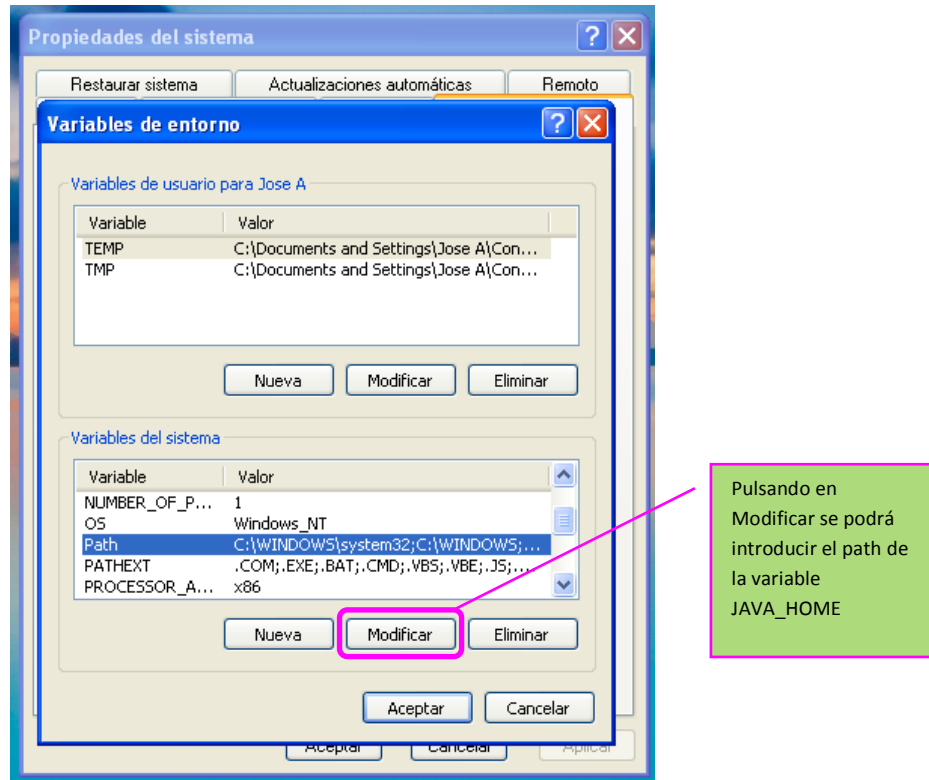 Propiedades del sistema
Restaurar sistema
Actualizaciones automáticas
Remoto
Variables de entorno
Variables de usuario para Jose A
Variable Valor
TEMP C:\Documents and Settings\Jose A\Con...
TMP C:\Documents and Settings\Jose A\Con...
Nueva Modificar Eliminar
Variables del sistema
Variable Valor
NUMBER_OF_P... 1
OS Windows_NT
Path C:\WINDOWS\system32;C:\WINDOWS;...
PATHEXT .COM;.EXE;.BAT;.CMD;.VBS;.VBE;.JS;...
PROCESSOR_A... x86
Nueva Modificar Eliminar
Aceptar Cancelar
Aceptar Cancelar Aplicar
Pulsando en
Modificar se podrá
introducir el path de
la variable
JAVA_HOME